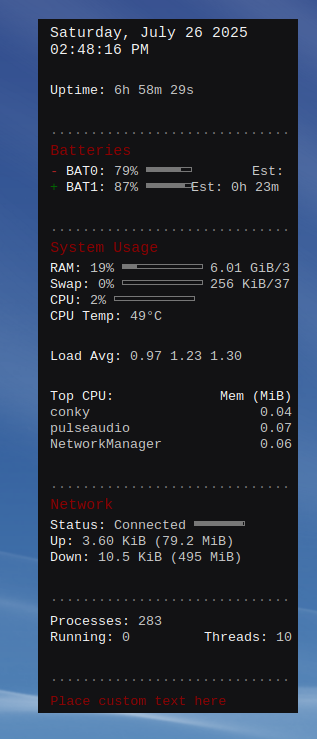 Saturday, July 26 2025
02:48:16 PM
Uptime: 6h 58m 29s
Batteries
- BAT0: 79% Est:
+ BAT1: 87% Est: 0h 23m
System Usage
RAM: 19% 6.01 GiB/3
Swap: 0% 256 KiB/37
CPU: 2%
CPU Temp: 49°C
Load Avg: 0.97 1.23 1.30
Top CPU: Mem (MiB)
conky 0.04
pulseaudio 0.07
NetworkManager 0.06
Network
Status: Connected
Up: 3.60 KiB (79.2 MiB)
Down: 10.5 KiB (495 MiB)
Processes: 283
Running: 0 Threads: 10
Place custom text here